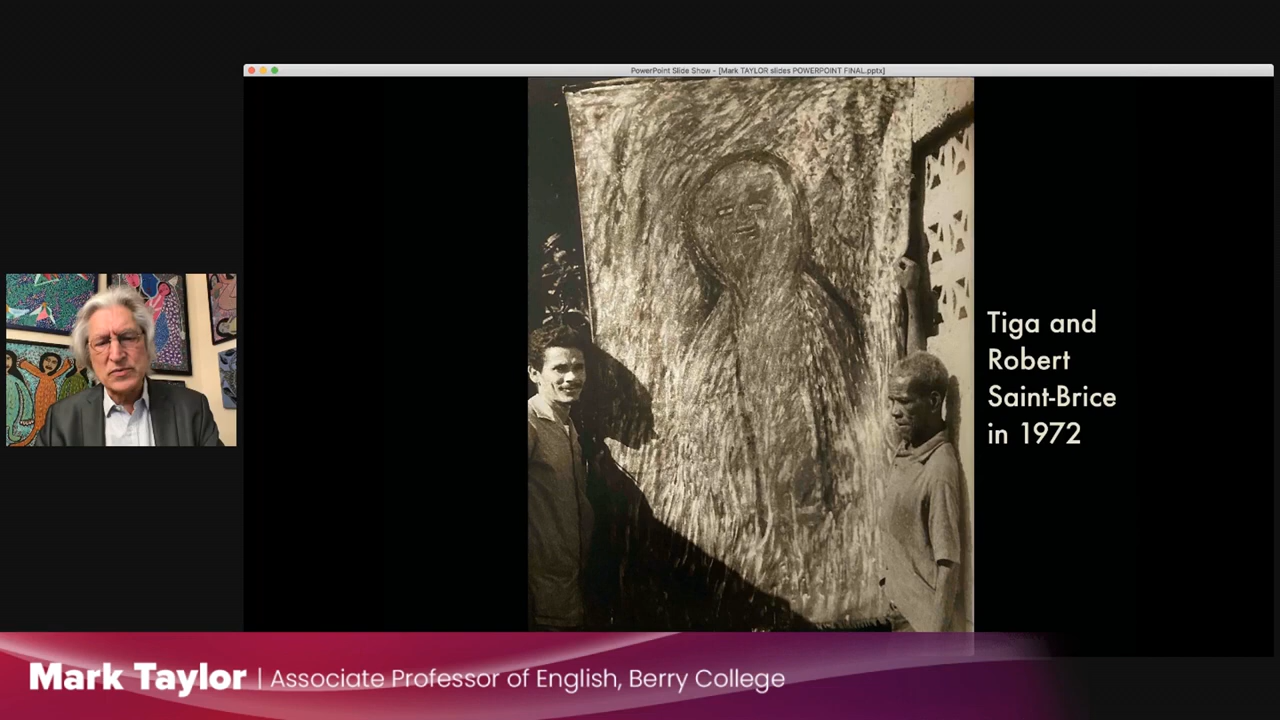 PowerPoint Slide Show - [Mark TAYLOR slides POWERPOINT FINAL.pptx]
Tiga and
Robert
Saint-Brice
in 1972
Mark Taylor | Associate Professor of English, Berry College